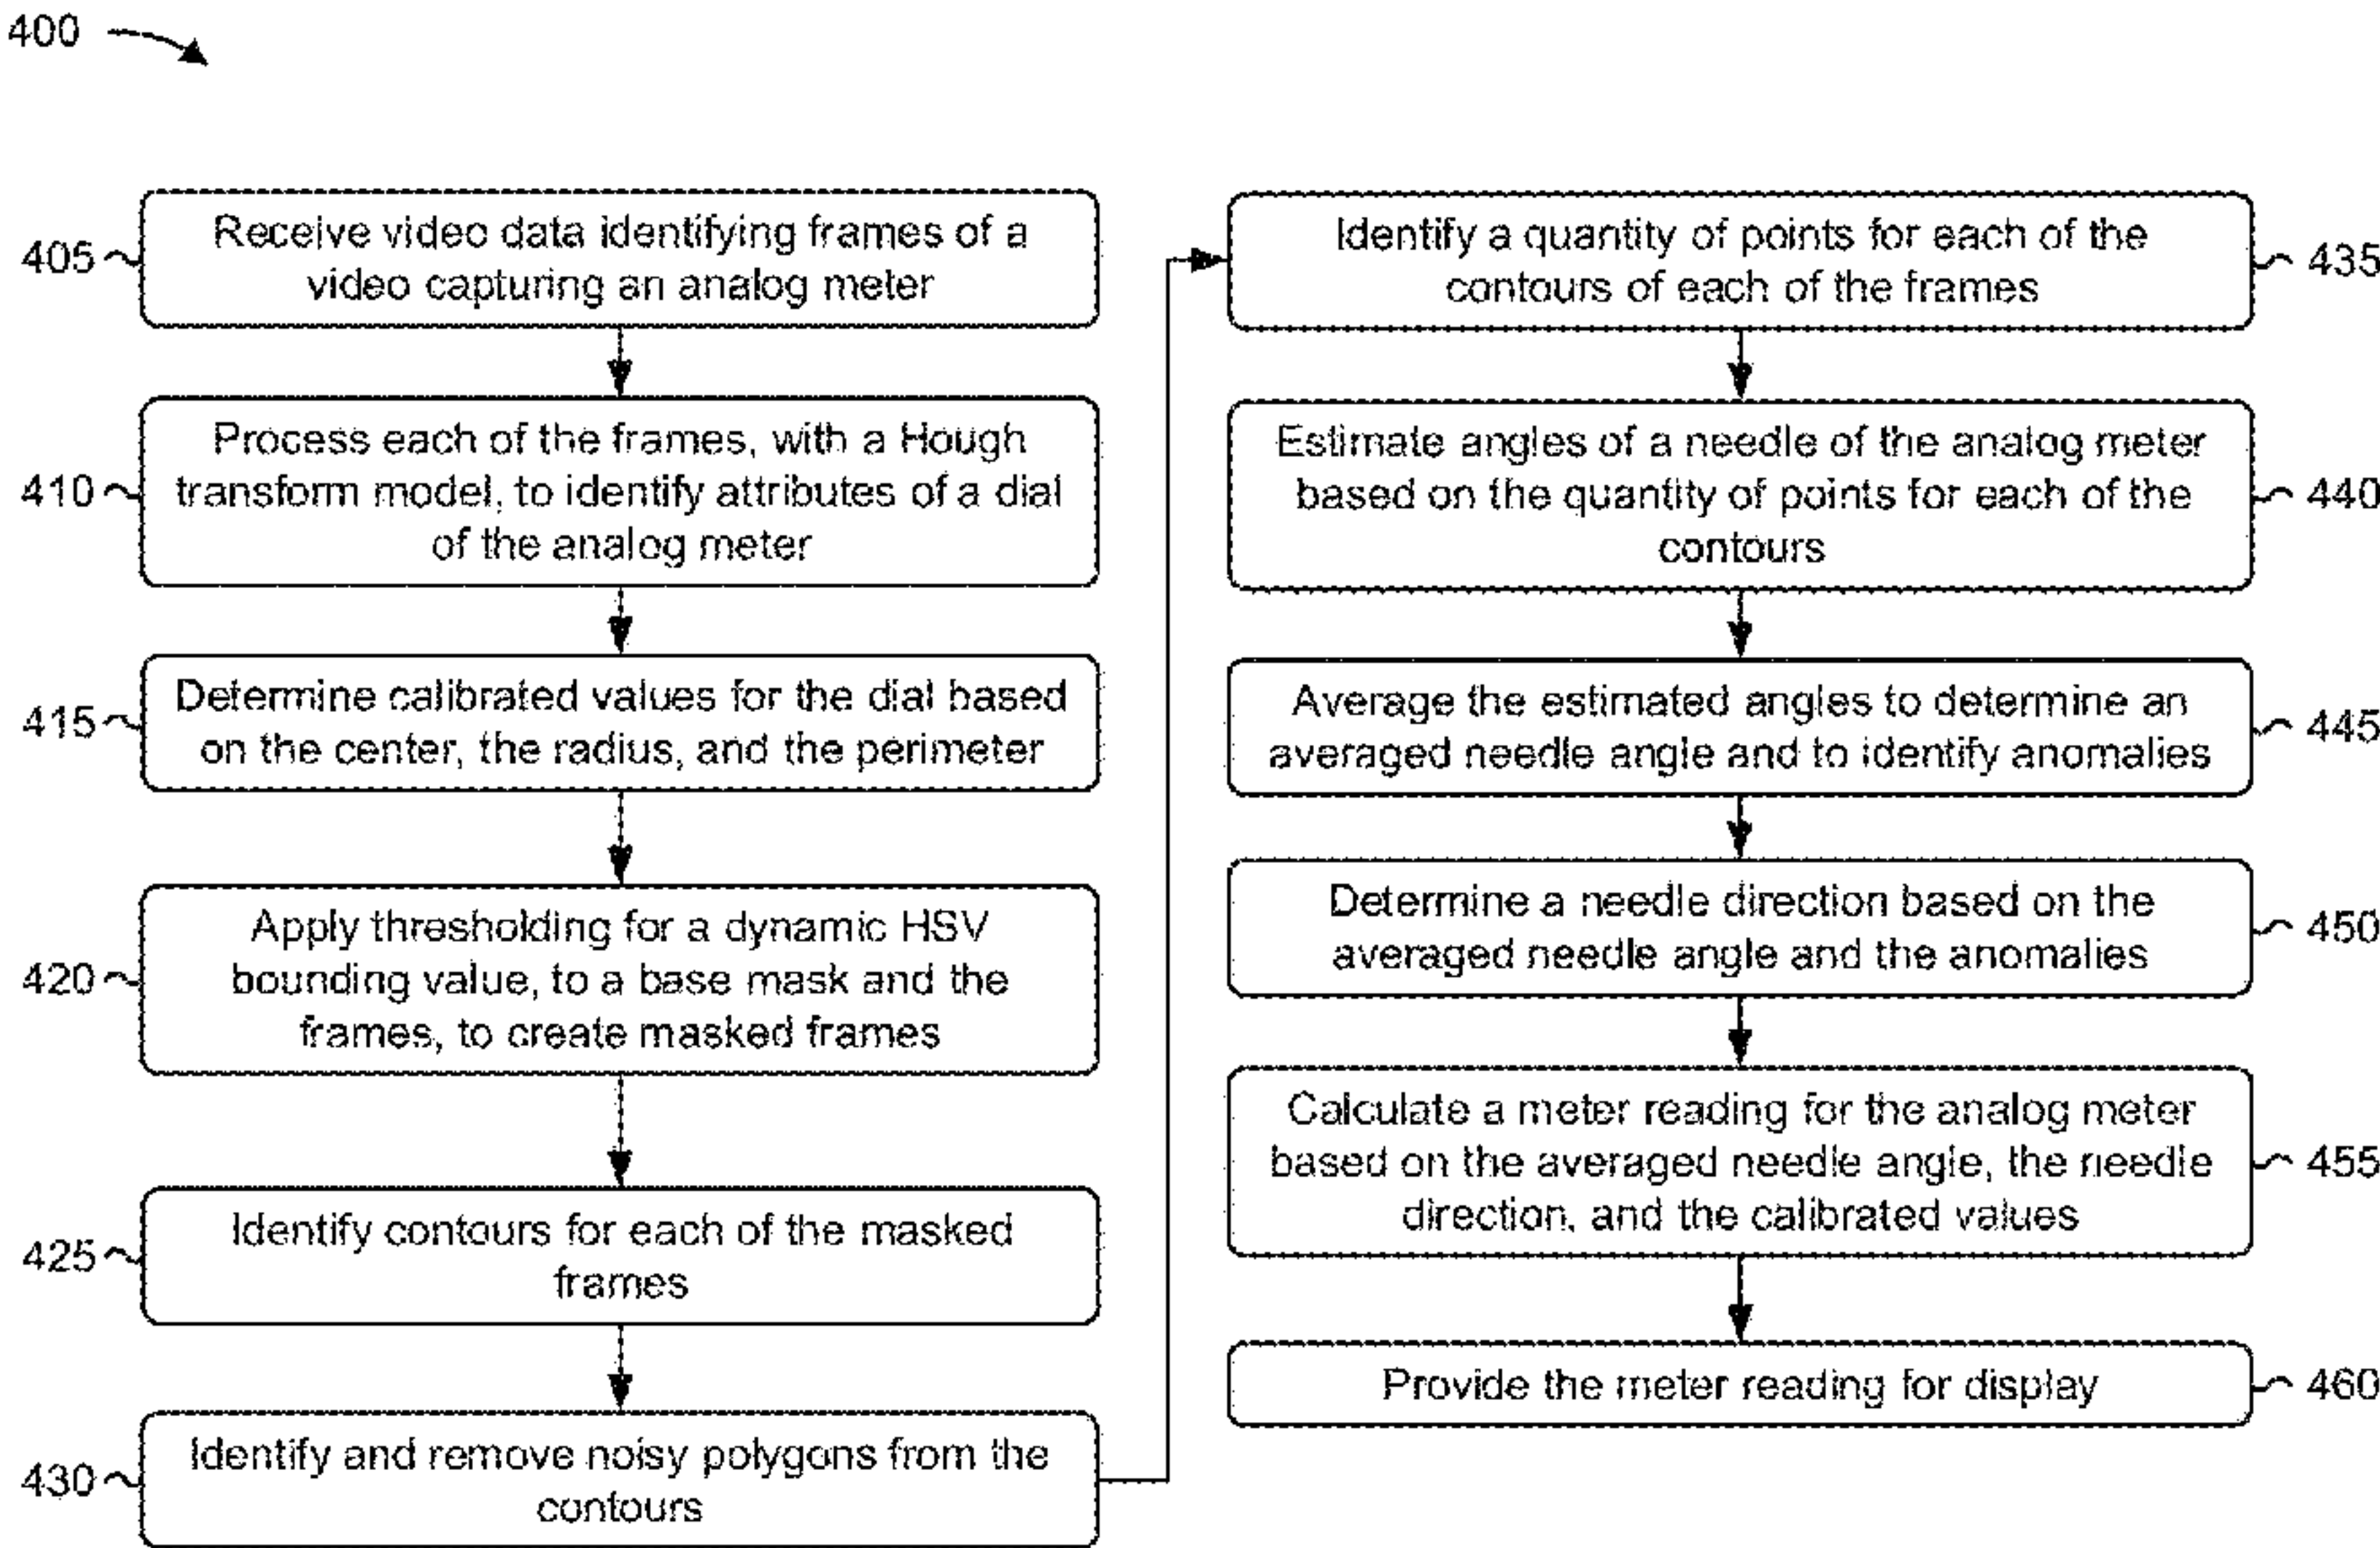 400
405
Receive video data identifying frames of a
video capturing an analog meter
410
Process each of the frames, with a Hough
transform model, to identify attributes of a dial
of the analog meter
415
Determine calibrated values for the dial based
on the center, the radius, and the perimeter
420
Apply thresholding for a dynamic HSV
bounding value, to a base mask and the
frames, to create masked frames
425
Identify contours for each of the masked
frames
430
Identify and remove noisy polygons from the
contours
Identify a quantity of points for each of the
contours of each of the frames
435
Estimate angles of a needle of the analog meter
based on the quantity of points for each of the
contours
440
Average the estimated angles to determine an
averaged needle angle and to identify anomalies
445
Determine a needle direction based on the
averaged needle angle and the anomalies
450
Calculate a meter reading for the analog meter
based on the averaged needle angle, the needle
direction, and the calibrated values
455
Provide the meter reading for display
460